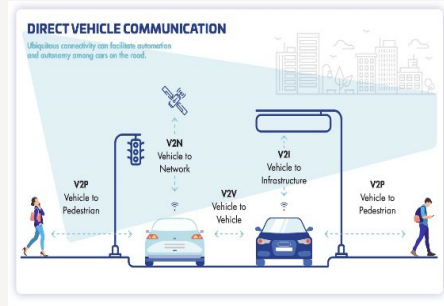 DIRECT VEHICLE COMMUNICATION
Ubiquitous connectivity can facilitate automation
and autonomy among cars on the road.
V2P
Vehicle to
Pedestrian
V2N
Vehicle to
Network
V2V
Vehicle to
Vehicle
V2I
Vehicle to
Infrastructure
V2P
Vehicle to
Pedestrian